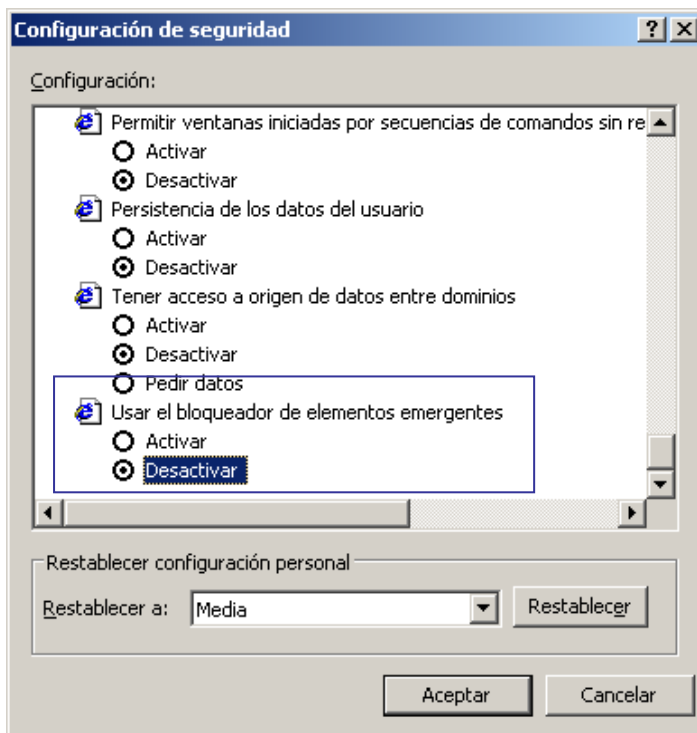 Configuración de seguridad
Configuración:
Permitir ventanas iniciadas por secuencias de comandos sin re
Activar
Desactivar
Persistencia de los datos del usuario
Activar
Desactivar
Tener acceso a origen de datos entre dominios
Activar
Desactivar
Pedir datos
Usar el bloqueador de elementos emergentes
Activar
Desactivar
Restablecer configuración personal
Restablecer a: Media Restablecer
Aceptar Cancelar